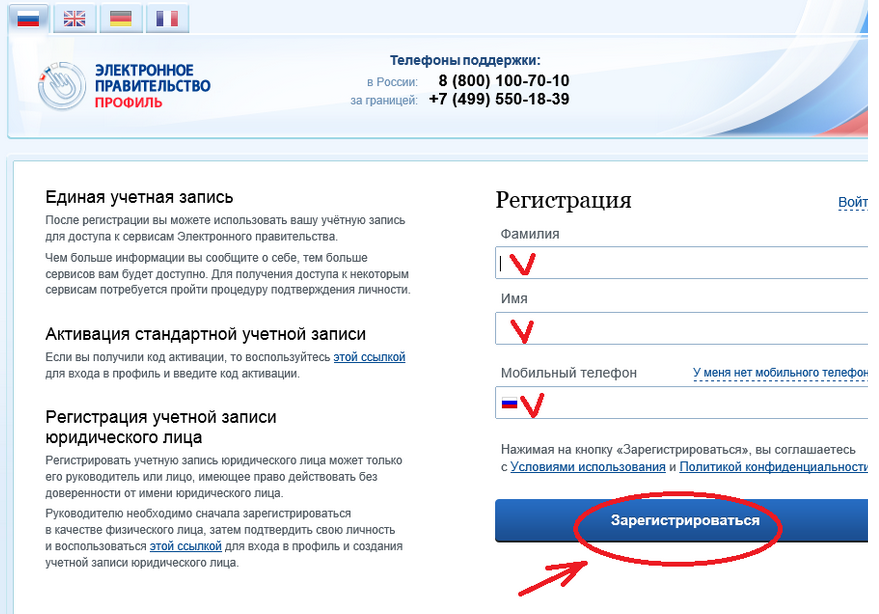 ЭЛЕКТРОННОЕ
ПРАВИТЕЛЬСТВО
ПРОФИЛЬ
Телефоны поддержки:
в России: 8 (800) 100-70-10
за границей: +7 (499) 550-18-39
Единая учетная запись
После регистрации вы можете использовать вашу учётную запись
для доступа к сервисам Электронного правительства.
Чем больше информации вы сообщите о себе, тем больше
сервисов вам будет доступно. Для получения доступа к некоторым
сервисам потребуется пройти процедуру подтверждения личности.
Активация стандартной учетной записи
Если вы получили код активации, то воспользуйтесь этой ссылкой
для входа в профиль и введите код активации.
Регистрация учетной записи
юридического лица
Регистрировать учетную запись юридического лица может только
его руководитель или лицо, имеющее право действовать без
доверенности от имени юридического лица.
Руководителю необходимо сначала зарегистрироваться
в качестве физического лица, затем подтвердить свою личность
и воспользоваться этой ссылкой для входа в профиль и создания
учетной записи юридического лица.
Регистрация
Войт
Фамилия
Имя
Мобильный телефон
У меня нет мобильного телефон
Нажимая на кнопку «Зарегистрироваться», вы соглашаетесь
с Условиями использования и Политикой конфиденциальности
Зарегистрироваться